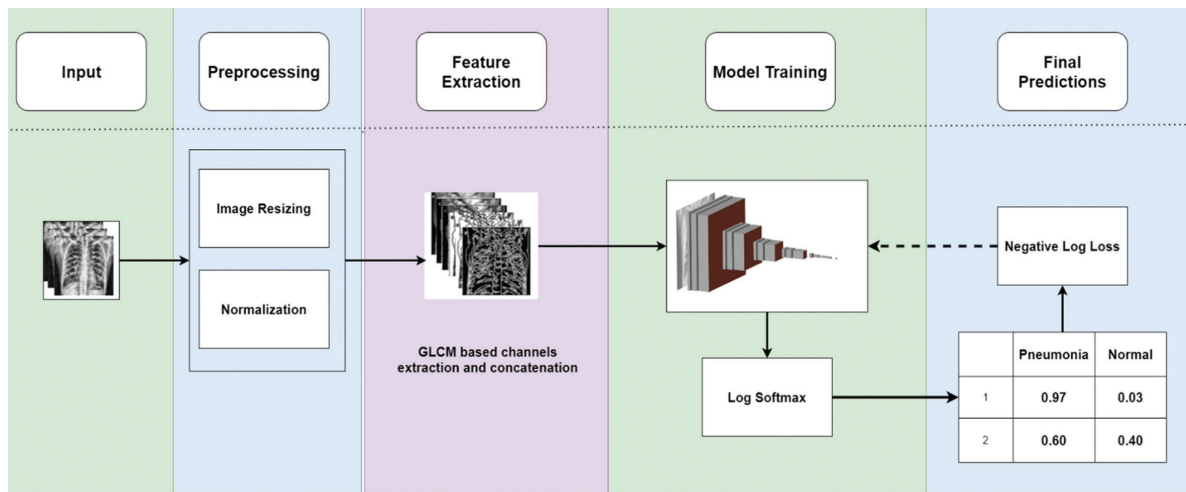 Input
Preprocessing
Feature
Extraction
Model Training
Final
Predictions
Image Resizing
Normalization
GLCM based channels
extraction and concatenation
Log Softmax
Negative Log Loss
Pneumonia Normal
1 0.97 0.03
2 0.60 0.40